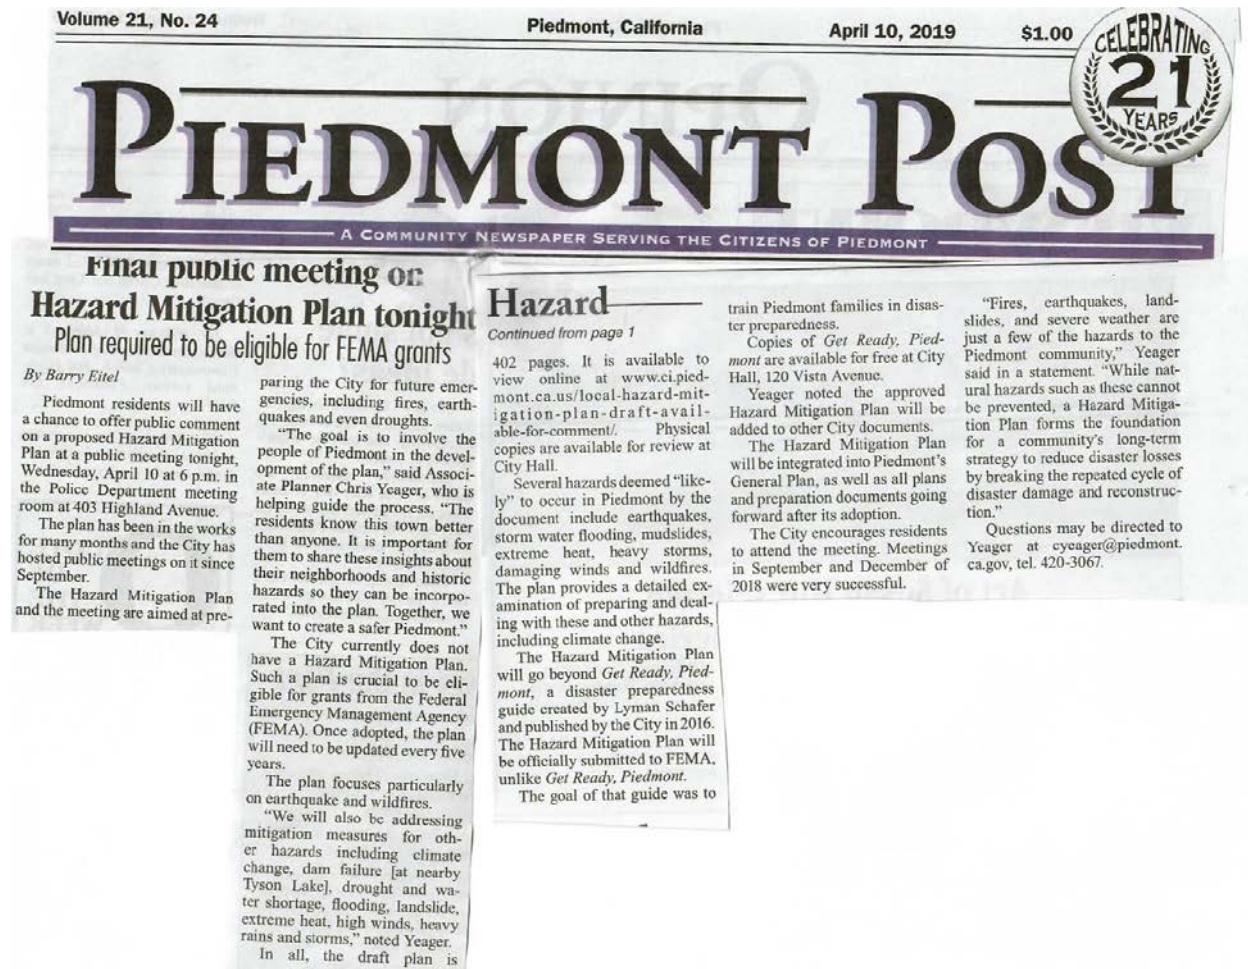 Volume 21, No. 24
Piedmont, California
April 10, 2019
$1.00
CELEBRATING
21
YEARS
PIEDMONT POST
A COMMUNITY NEWSPAPER SERVING THE CITIZENS OF PIEDMONT
Final public meeting on
Hazard Mitigation Plan tonight
Plan required to be eligible for FEMA grants
By Barry Eitel
Piedmont residents will have
a chance to offer public comment
on a proposed Hazard Mitigation
Plan at a public meeting tonight,
Wednesday, April 10 at 6 p.m. in
the Police Department meeting
room at 403 Highland Avenue.
The plan has been in the works
for many months and the City has
hosted public meetings on it since
September.
The Hazard Mitigation Plan
and the meeting are aimed at pre-
paring the City for future emer-
gencies, including fires, earth-
quakes and even droughts.
"The goal is to involve the
people of Piedmont in the devel-
opment of the plan," said Associ-
ate Planner Chris Yeager, who is
helping guide the process. "The
residents know this town better
than anyone. It is important for
them to share these insights about
their neighborhoods and historic
hazards so they can be incorpo-
rated into the plan. Together, we
want to create a safer Piedmont."
The City currently does not
have a Hazard Mitigation Plan.
Such a plan is crucial to be eli-
gible for grants from the Federal
Emergency Management Agency
(FEMA). Once adopted, the plan
will need to be updated every five
years.
The plan focuses particularly
on earthquake and wildfires.
"We will also be addressing
mitigation measures for oth-
er hazards including climate
change, dam failure [at nearby
Tyson Lake], drought and wa-
ter shortage, flooding, landslide,
extreme heat, high winds, heavy
rains and storms," noted Yeager.
In all, the draft plan is
Hazard
Continued from page 1
402 pages. It is available to
view online at www.ci.pied-
mont.ca.us/local-hazard-mit-
igation-plan-draft-avail-
able-for-comment/. Physical
copies are available for review at
City Hall.
Several hazards deemed "like-
ly" to occur in Piedmont by the
document include earthquakes,
storm water flooding, mudslides,
extreme heat, heavy storms,
damaging winds and wildfires.
The plan provides a detailed ex-
amination of preparing and deal-
ing with these and other hazards,
including climate change.
The Hazard Mitigation Plan
will go beyond Get Ready, Pied-
mont, a disaster preparedness
guide created by Lyman Schafer
and published by the City in 2016.
The Hazard Mitigation Plan will
be officially submitted to FEMA,
unlike Get Ready, Piedmont.
The goal of that guide was to
train Piedmont families in disas-
ter preparedness.
Copies of Get Ready, Pied-
mont are available for free at City
Hall, 120 Vista Avenue.
Yeager noted the approved
Hazard Mitigation Plan will be
added to other City documents.
The Hazard Mitigation Plan
will be integrated into Piedmont's
General Plan, as well as all plans
and preparation documents going
forward after its adoption.
The City encourages residents
to attend the meeting. Meetings
in September and December of
2018 were very successful.
"Fires, earthquakes, land-
slides, and severe weather are
just a few of the hazards to the
Piedmont community," Yeager
said in a statement. "While nat-
ural hazards such as these cannot
be prevented, a Hazard Mitiga-
tion Plan forms the foundation
for a community's long-term
strategy to reduce disaster losses
by breaking the repeated cycle of
disaster damage and reconstruc-
tion."
Questions may be directed to
Yeager at cyeager@piedmont.
ca.gov, tel. 420-3067.